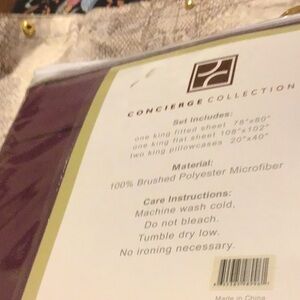 CONCIERGE COLLECTION
Set Includes:
one king fitted sheet 78"x80"
one king flat sheet 108"x102"
two king pillowcases 20"x40"
Material:
100% Brushed Polyester Microfiber
Care Instructions:
Machine wash cold,
Do not bleach.
Tumble dry low.
No ironing necessary.
Made in China